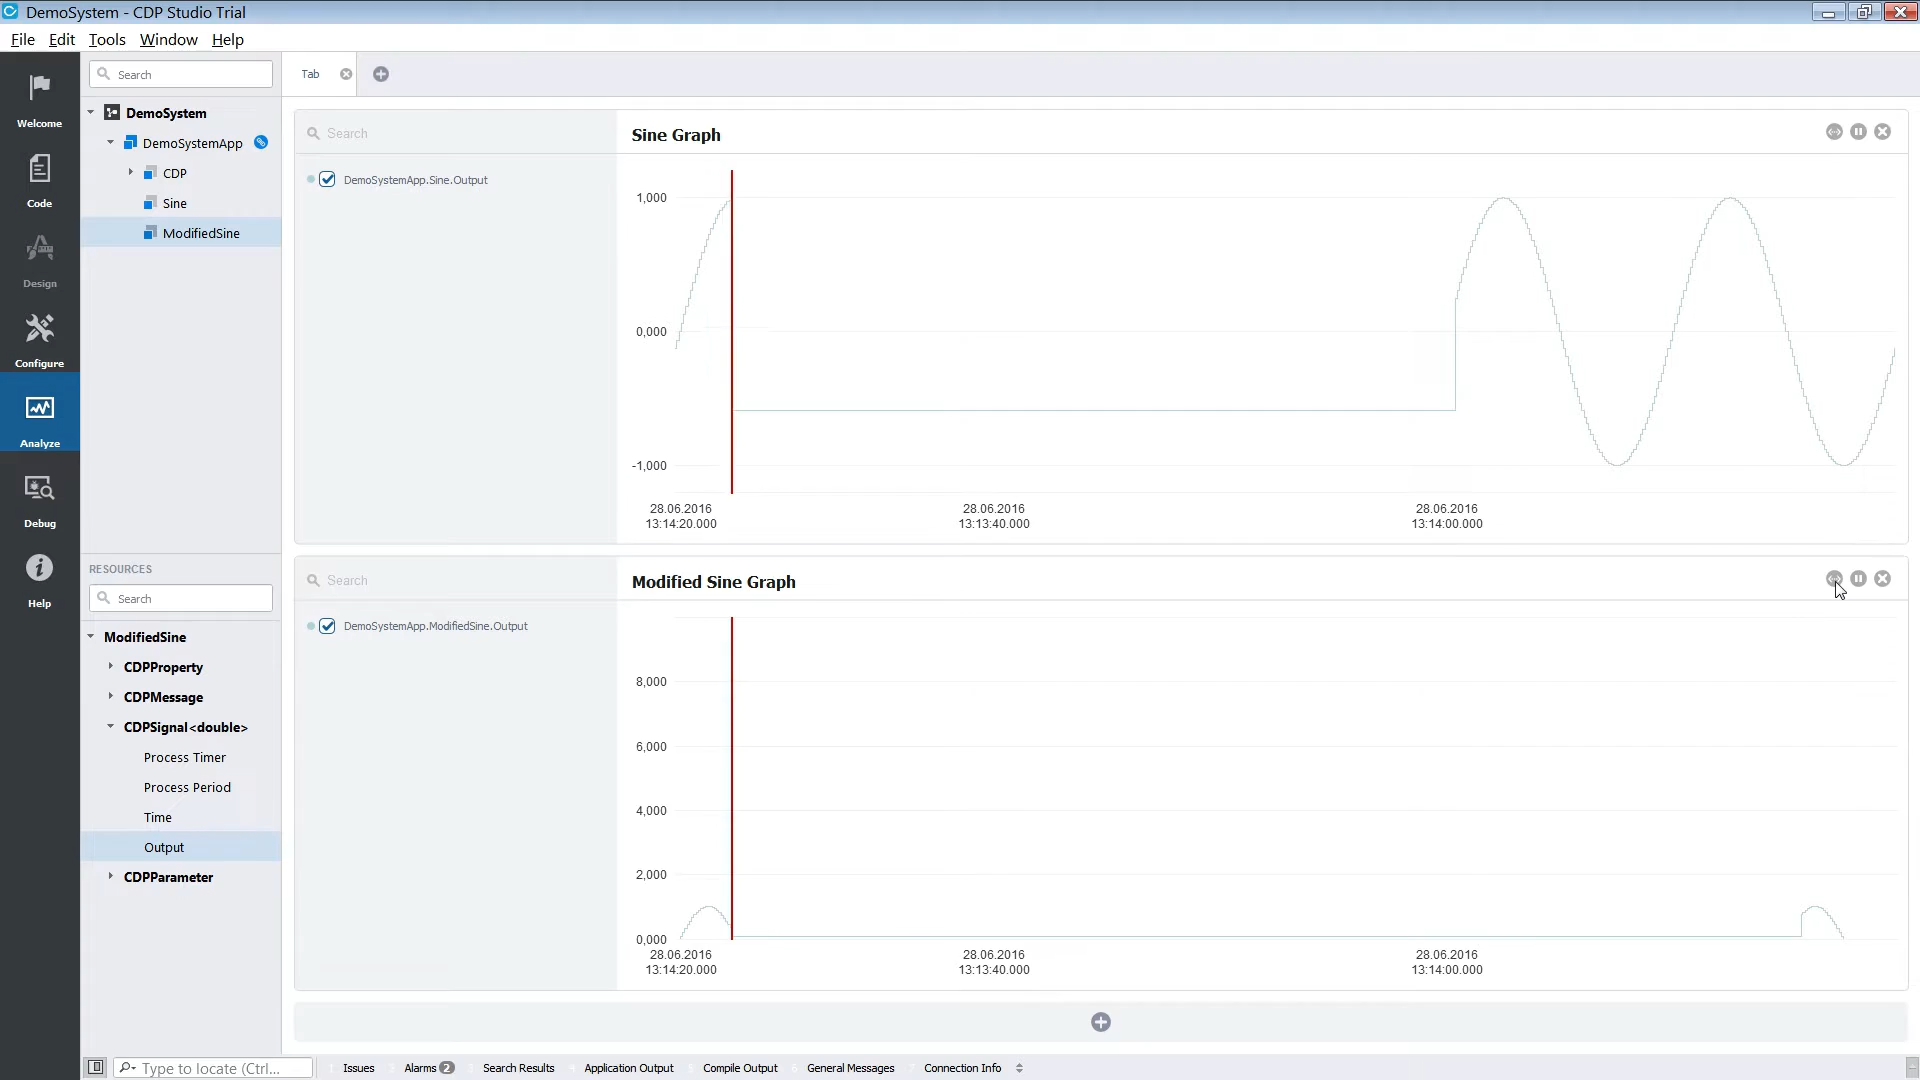 DemoSystem - CDP Studio Trial
File Edit Tools Window Help
Welcome
Code
Design
Configure
Analyze
Debug
Help
Search
DemoSystem
DemoSystemApp
CDP
Sine
ModifiedSine
RESOURCES
Search
ModifiedSine
CDPProperty
CDPMessage
CDPSignal<double>
Process Timer
Process Period
Time
Output
CDPParameter
Tab
Search
DemoSystemApp.Sine.Output
Sine Graph
1,000
0,000
-1,000
28.06.2016 28.06.2016 28.06.2016
13:14:20.000 13:13:40.000 13:14:00.000
Search
DemoSystemApp.ModifiedSine.Output
Modified Sine Graph
8,000
6,000
4,000
2,000
0,000
28.06.2016 28.06.2016 28.06.2016
13:14:20.000 13:13:40.000 13:14:00.000
Type to locate (Ctrl... Issues Alarms 2 Search Results Application Output Compile Output General Messages Connection Info